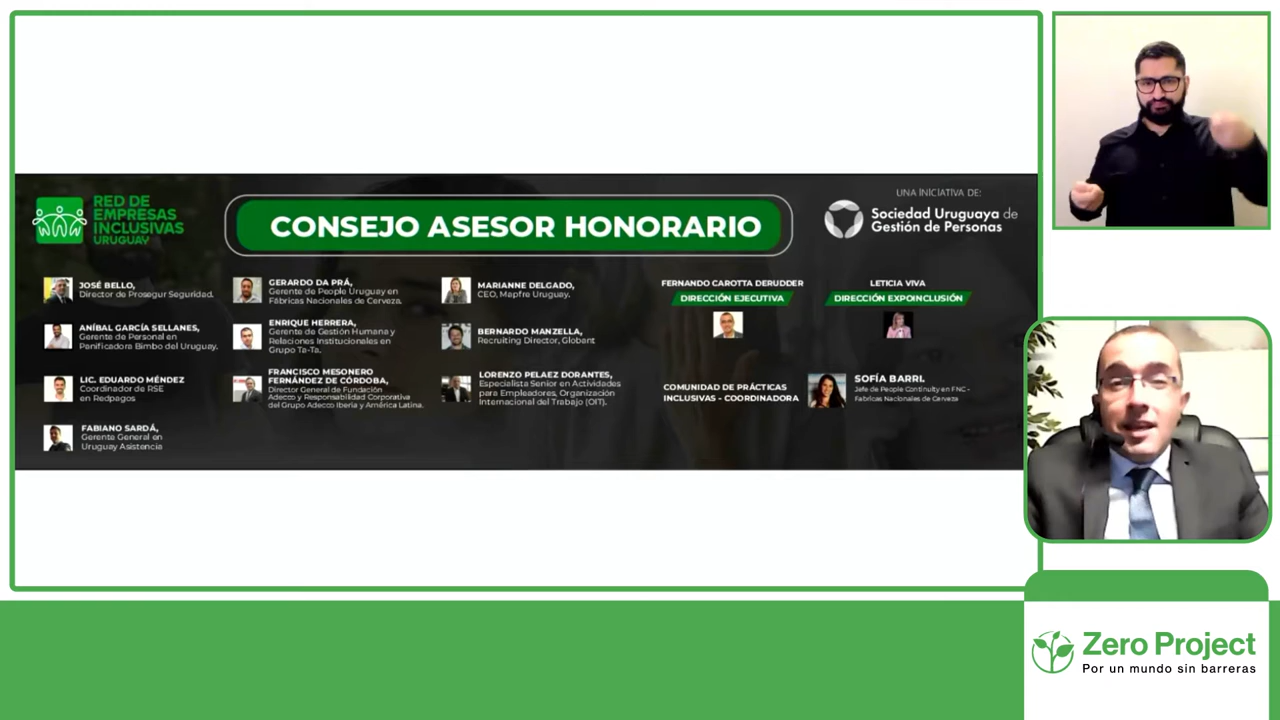 RED DE
EMPRESAS
INCLUSIVAS
URUGUAY
CONSEJO ASESOR HONORARIO
UNA INICIATIVA DE:
Sociedad Uruguaya de
Gestión de Personas
JOSÉ BELLO,
Director de Prosegur Seguridad.
ANÍBAL GARCÍA SELLANES,
Gerente de Personal en
Panificadora Bimbo del Uruguay.
LIC. EDUARDO MÉNDEZ
Coordinador de RSE
en Redpagos
FABIANO SARDÁ,
Gerente General en
Uruguay Asistencia
GERARDO DA PRÁ,
Gerente de People Uruguay en
Fábricas Nacionales de Cerveza.
ENRIQUE HERRERA,
Gerente de Gestión Humana y
Relaciones Institucionales en
Grupo Ta-Ta.
FRANCISCO MESONERO
FERNÁNDEZ DE CÓRDOBA,
Director General de Fundación
Adecco y Responsabilidad Corporativa
del Grupo Adecco Iberia y América Latina.
MARIANNE DELGADO,
CEO, Mapfre Uruguay.
BERNARDO MANZELLA,
Recruiting Director, Globant
LORENZO PELAEZ DORANTES,
Especialista Senior en Actividades
para Empleadores, Organización
Internacional del Trabajo (OIT).
FERNANDO CAROTTA DERUDDER
DIRECCIÓN EJECUTIVA
LETICIA VIVA
DIRECCIÓN EXPOINCLUSIÓN
COMUNIDAD DE PRÁCTICAS
INCLUSIVAS - COORDINADORA
SOFÍA BARRI.
Jefe de People Continuity en FNC -
Fabricas Nacionales de Cerveza
Zero Project
Por un mundo sin barreras